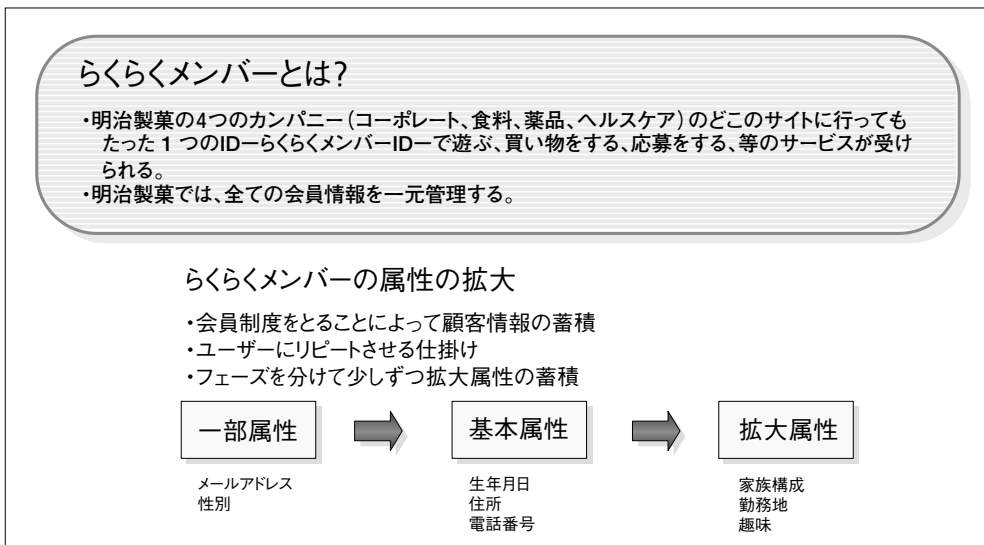 らくらくメンバーとは?
・明治製菓の4つのカンパニー(コーポレート、食料、薬品、ヘルスケア)のどこのサイトに行っても
たった1つのIDーらくらくメンバーIDーで遊ぶ、買い物をする、応募をする、等のサービスが受け
られる。
・明治製菓では、全ての会員情報を一元管理する。
らくらくメンバーの属性の拡大
・会員制度をとることによって顧客情報の蓄積
・ユーザーにリピートさせる仕掛け
・フェーズを分けて少しずつ拡大属性の蓄積
一部属性
メールアドレス
性別
基本属性
生年月日
住所
電話番号
拡大属性
家族構成
勤務地
趣味